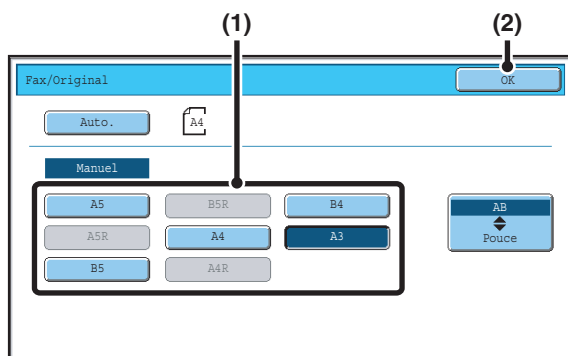 (1) (2)
Fax/Original OK
Auto. A4
Manuel
A5 B5R B4 AB
A5R A4 A3 Pouce
B5 A4R